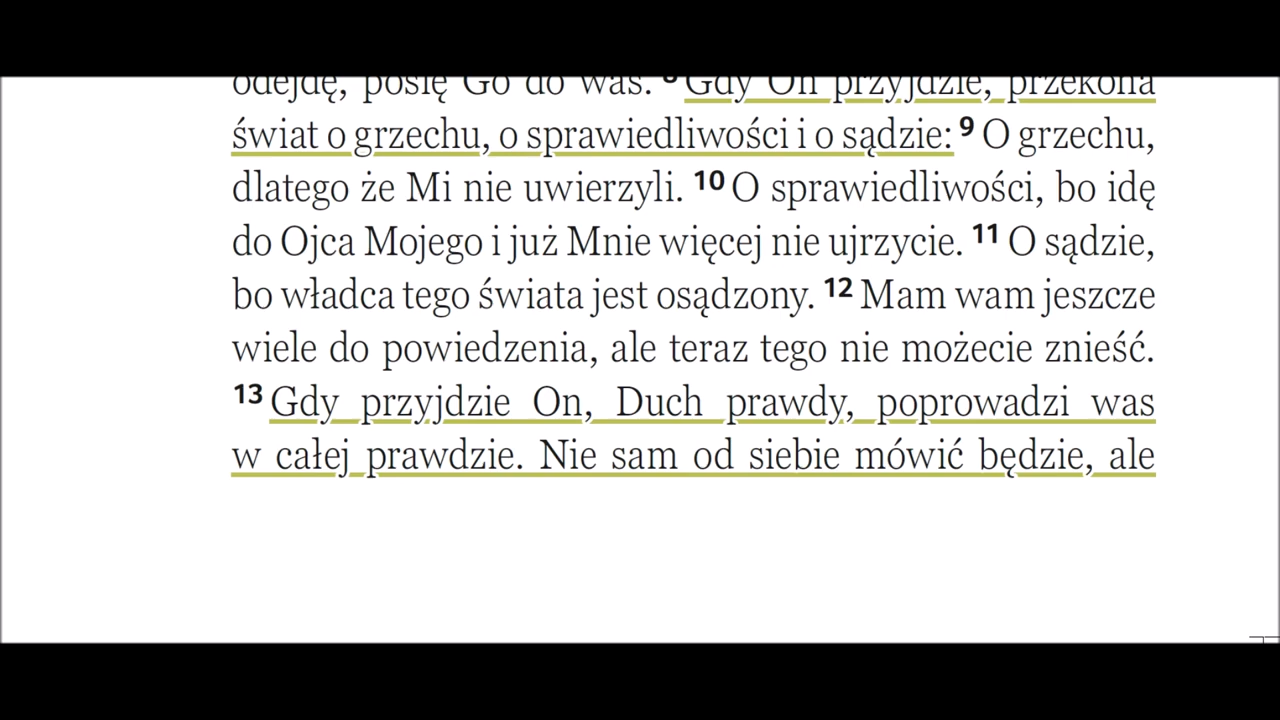 odejdę, poślę Go do was. 8 Gdy On przyjdzie, przekona
świat o grzechu, o sprawiedliwości i o sądzie: 9 O grzechu,
dlatego że Mi nie uwierzyli. 10 O sprawiedliwości, bo idę
do Ojca Mojego i już Mnie więcej nie ujrzycie. 11 O sądzie,
bo władca tego świata jest osądzony. 12 Mam wam jeszcze
wiele do powiedzenia, ale teraz tego nie możecie znieść.
13 Gdy przyjdzie On, Duch prawdy, poprowadzi was
w całej prawdzie. Nie sam od siebie mówić będzie, ale